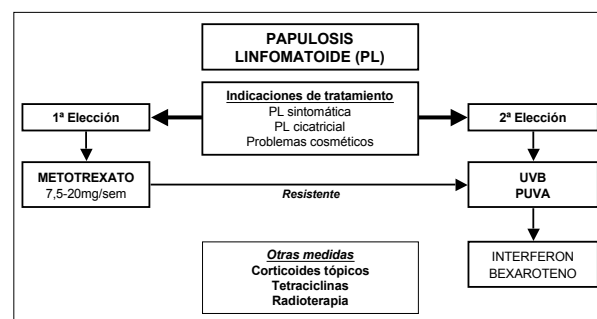 PAPULOSIS
LINFOMATOIDE (PL)
Indicaciones de tratamiento
PL sintomática
PL cicatricial
Problemas cosméticos
1ª Elección
2ª Elección
METOTREXATO
7,5-20mg/sem
Resistente
UVB
PUVA
INTERFERON
BEXAROTENO
Otras medidas
Corticoides tópicos
Tetraciclinas
Radioterapia